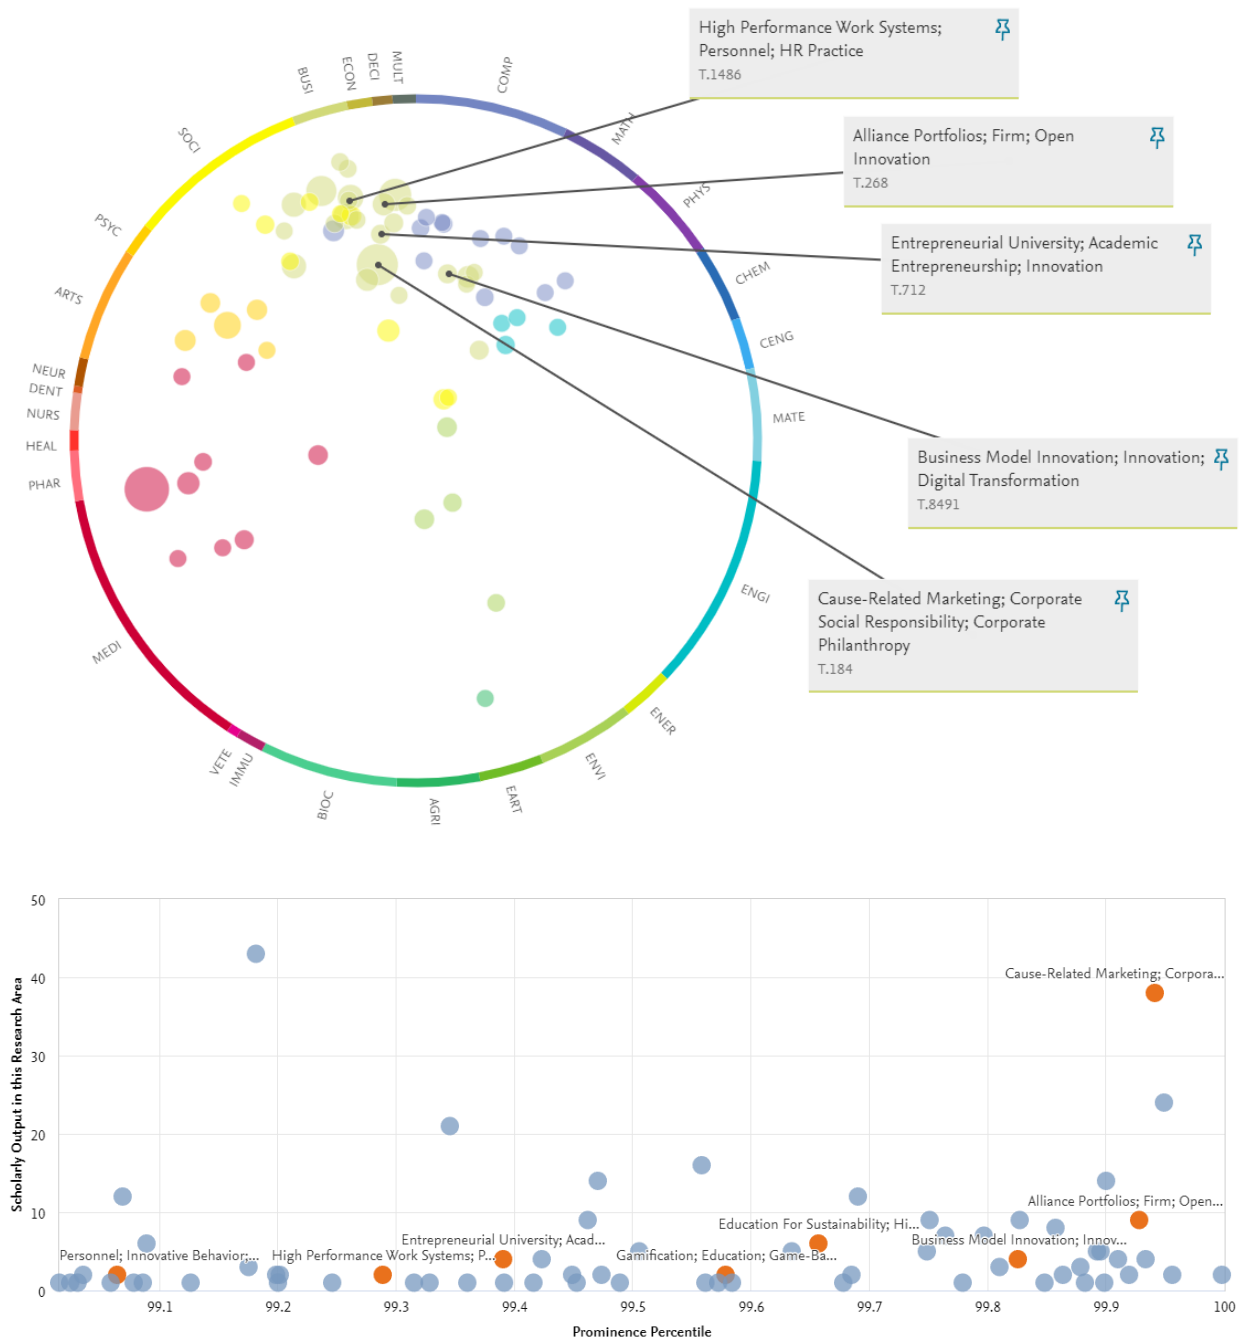 High Performance Work Systems;
Personnel; HR Practice
T.1486
Alliance Portfolios; Firm; Open
Innovation
T.268
Entrepreneurial University; Academic
Entrepreneurship; Innovation
T.712
Business Model Innovation; Innovation;
Digital Transformation
T.8491
Cause-Related Marketing; Corporate
Social Responsibility; Corporate
Philanthropy
T.184
MULT
DECI
ECON
BUSI
SOCI
PSYC
ARTS
NEUR
DENT
NURS
HEAL
PHAR
MEDI
VETE
IMMU
BIOC
AGRI
EART
ENVI
ENER
ENGI
MATE
CENG
CHEM
PHYS
MATH
COMP
Scholarly Output in this Research Area
50
40
30
20
10
0
Cause-Related Marketing; Corpora...
Alliance Portfolios; Firm; Open...
Education For Sustainability; Hi...
Entrepreneurial University; Acad...
Business Model Innovation; Innov...
Personnel; Innovative Behavior;...
High Performance Work Systems; P...
Gamification; Education; Game-Ba...
99.1 99.2 99.3 99.4 99.5 99.6 99.7 99.8 99.9 100
Prominence Percentile